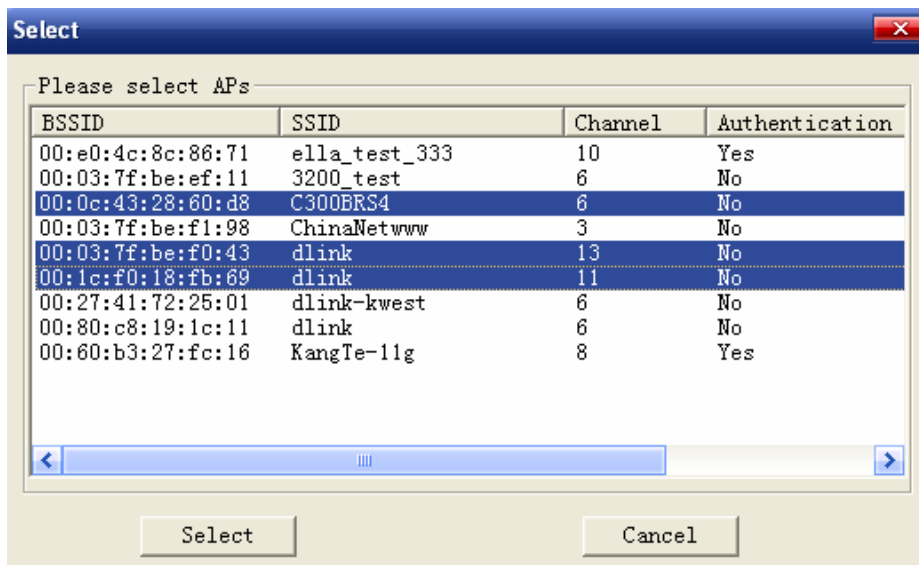 Select
Please select APs
BSSID SSID Channel Authentication
00:e0:4c:8c:86:71 ella_test_333 10 Yes
00:03:7f:be:ef:11 3200_test 6 No
00:0c:43:28:60:d8 C300BRS4 6 No
00:03:7f:be:f1:98 ChinaNetwww 3 No
00:03:7f:be:f0:43 dlink 13 No
00:1c:f0:18:fb:69 dlink 11 No
00:27:41:72:25:01 dlink-kwest 6 No
00:80:c8:19:1c:11 dlink 6 No
00:60:b3:27:fc:16 KangTe-11g 8 Yes
Select Cancel